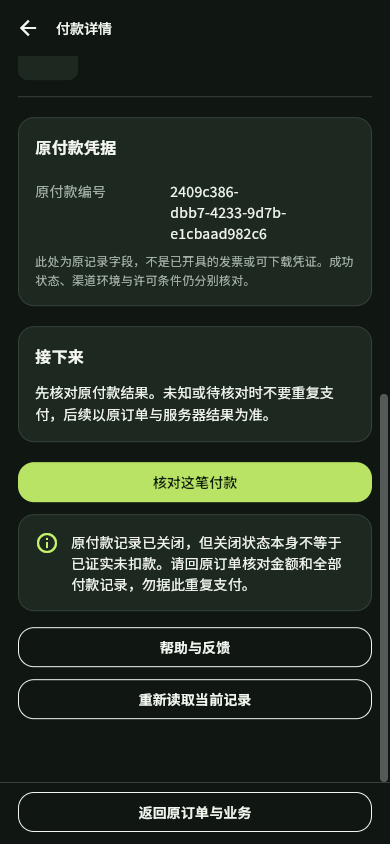 付款详情
原付款凭据
原付款编号
2409c386-
dbb7-4233-9d7b-
e1cbaad982c6
此处为原记录字段，不是已开具的发票或可下载凭证。成功
状态、渠道环境与许可条件仍分别核对。
接下来
先核对原付款结果。未知或待核对时不要重复支
付，后续以原订单与服务器结果为准。
核对这笔付款
原付款记录已关闭，但关闭状态本身不等于
已证实未扣款。请回原订单核对金额和全部
付款记录，勿据此重复支付。
帮助与反馈
重新读取当前记录
返回原订单与业务